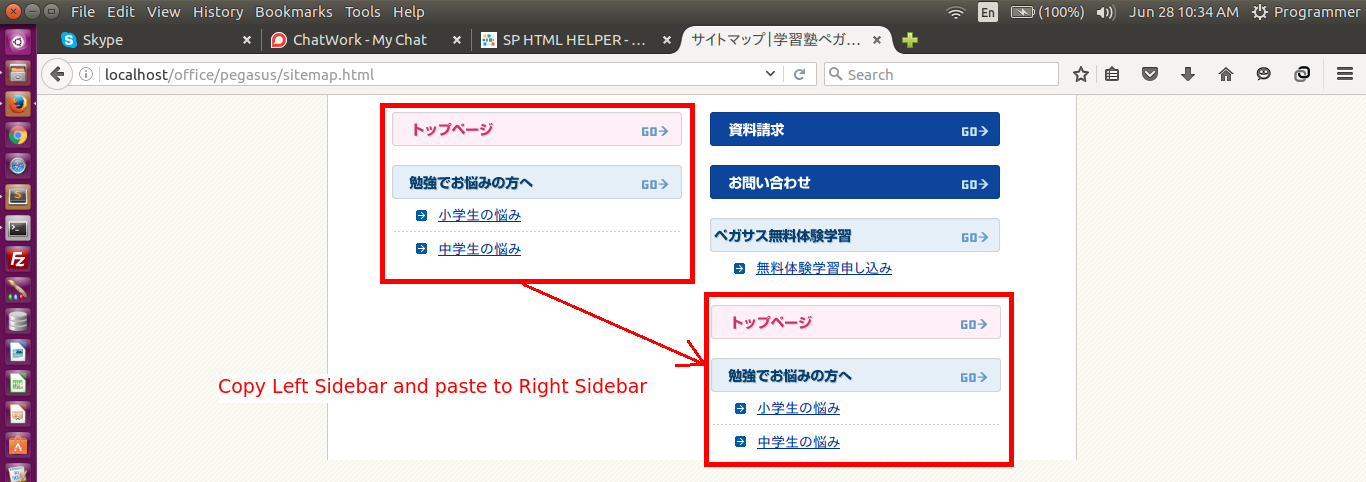 File Edit View History Bookmarks Tools Help
En (100%) Jun 28 10:34 AM Programmer
Skype
ChatWork - My Chat
SP HTML HELPER - ...
サイトマップ|学習塾ペガ...
localhost/office/pegasus/sitemap.html
Search
トップページ GO
勉強でお悩みの方へ GO
小学生の悩み
中学生の悩み
資料請求 GO
お問い合わせ GO
ペガサス無料体験学習 GO
無料体験学習申し込み
トップページ GO
勉強でお悩みの方へ GO
小学生の悩み
中学生の悩み
Copy Left Sidebar and paste to Right Sidebar